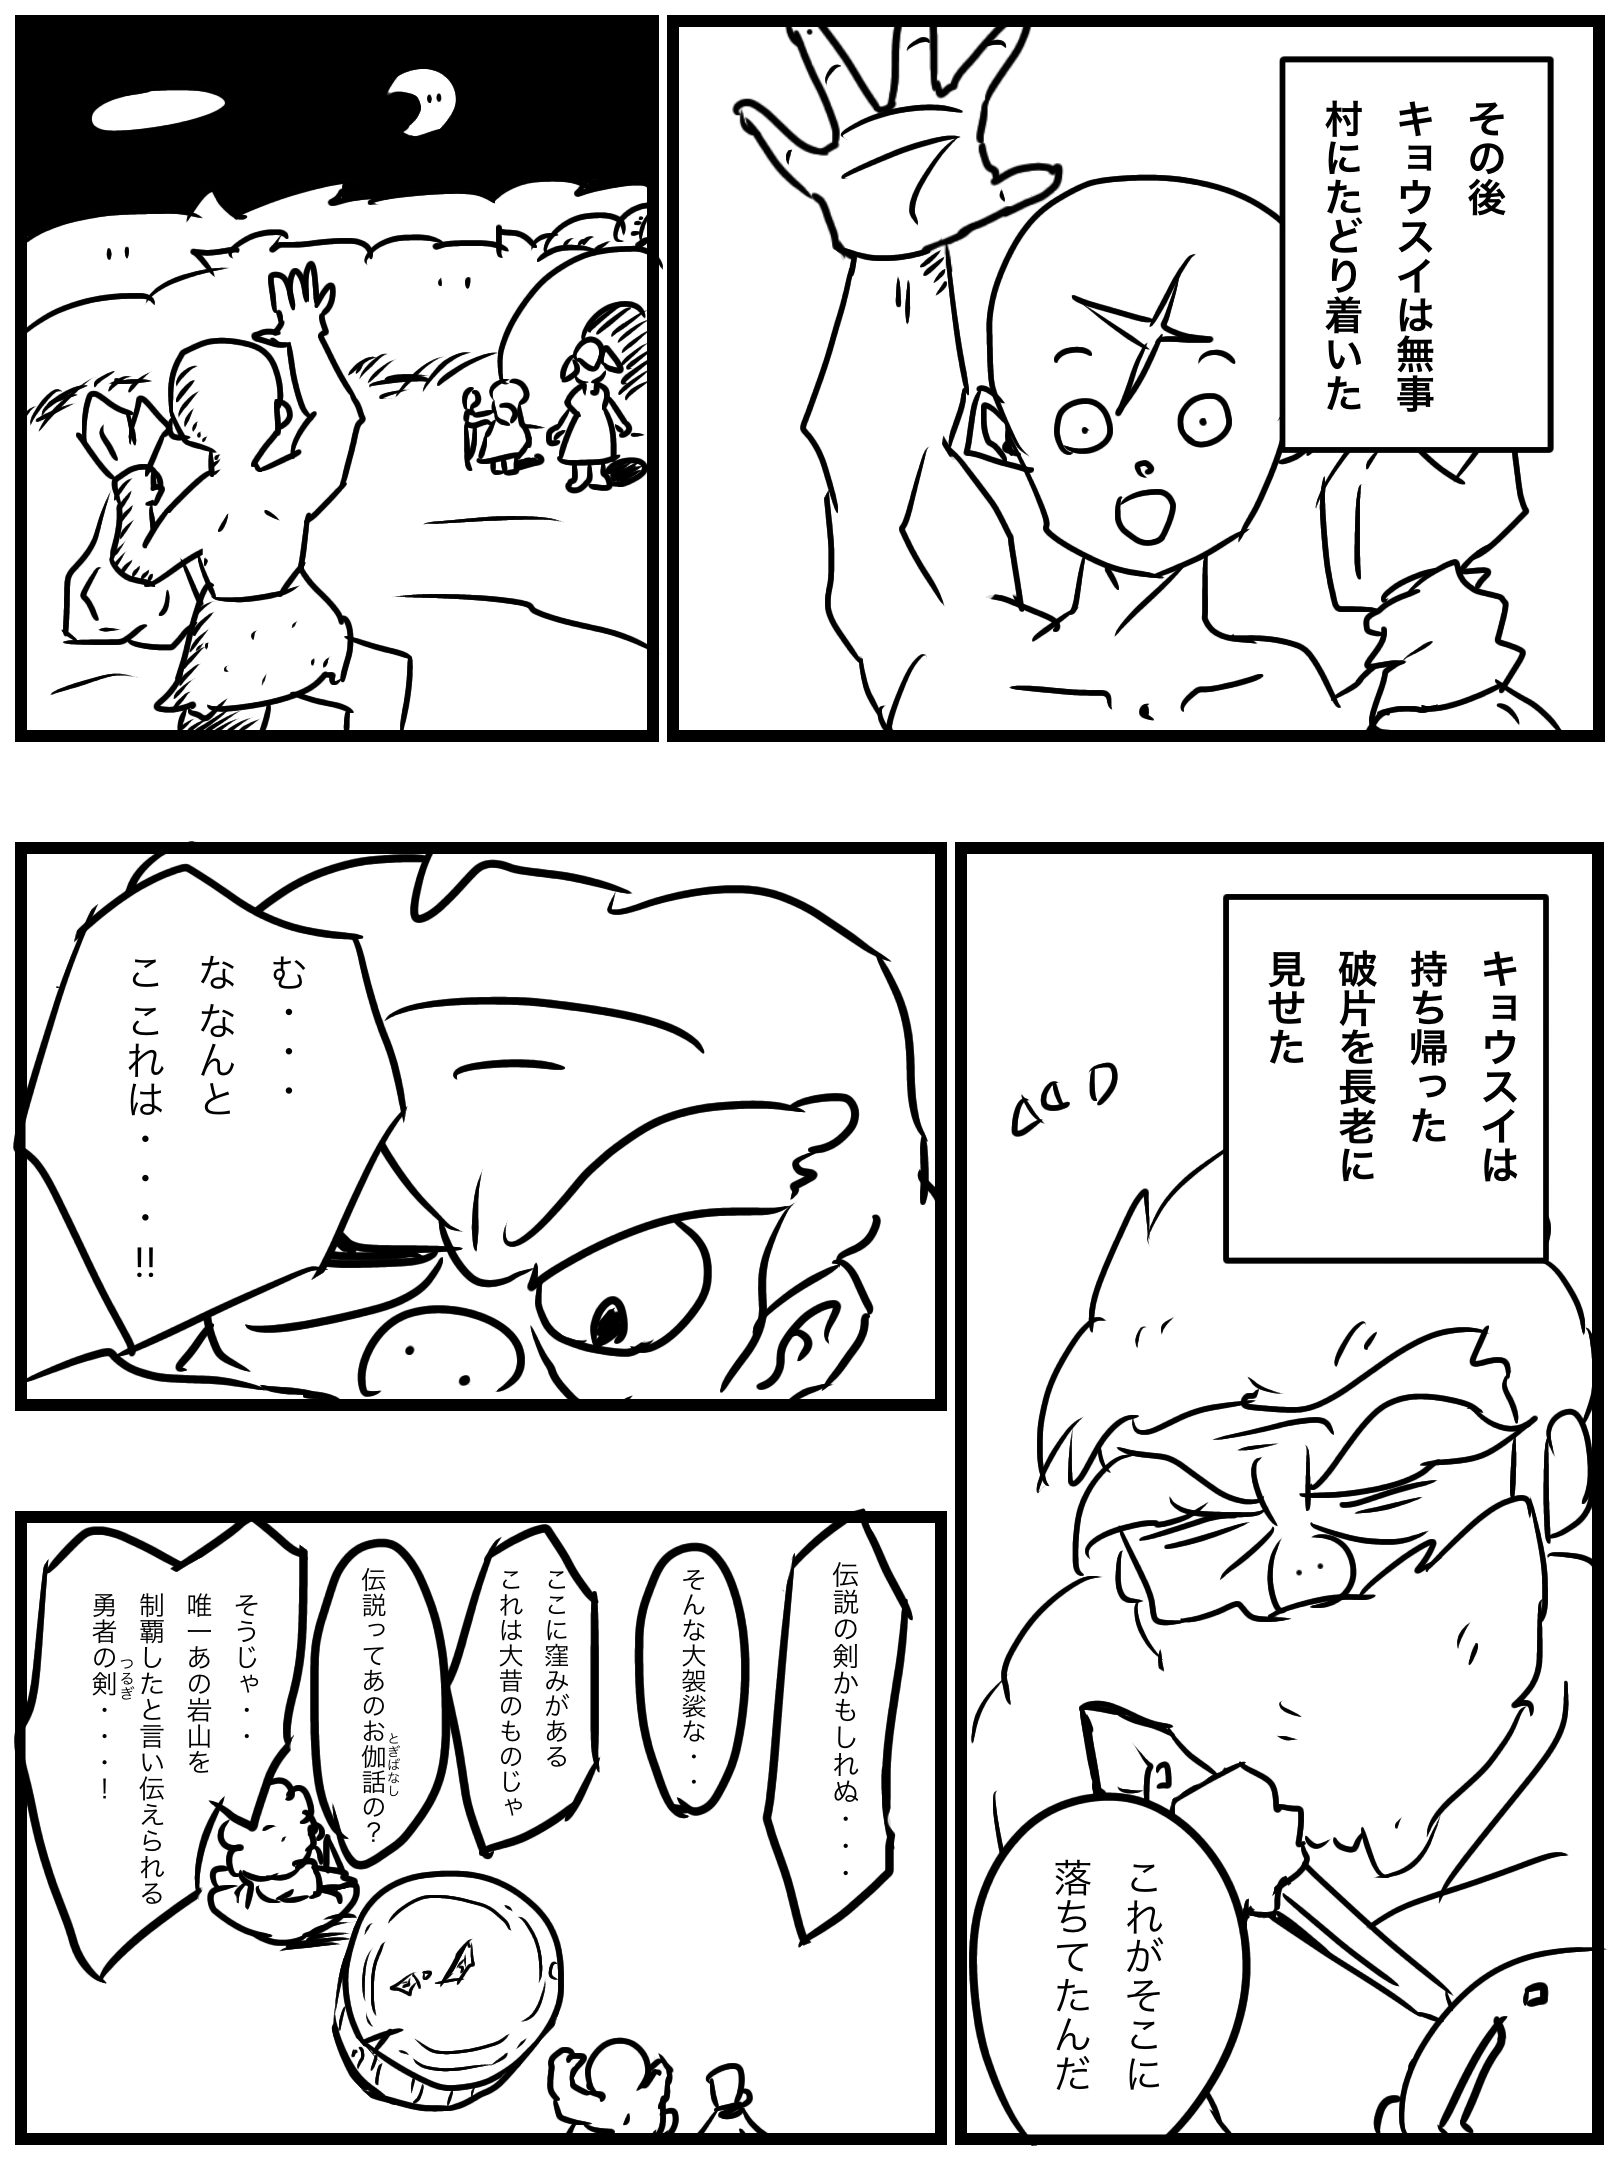 その後
キョウスイは無事
村にたどり着いた
キョウスイは
持ち帰った
破片を長老に
見せた
これがそこに
落ちてたんだ
む・・・
ななんと
ここれは・・・!!
伝説の剣かもしれぬ・・・
そんな大袈裟な・・
ここに窪みがある
これは大昔のものじゃ
伝説ってあのお伽話の？
とぎばなし
そうじゃ・・
唯一あの岩山を
制覇したと言い伝えられる
勇者の剣・・・・！
つるぎ